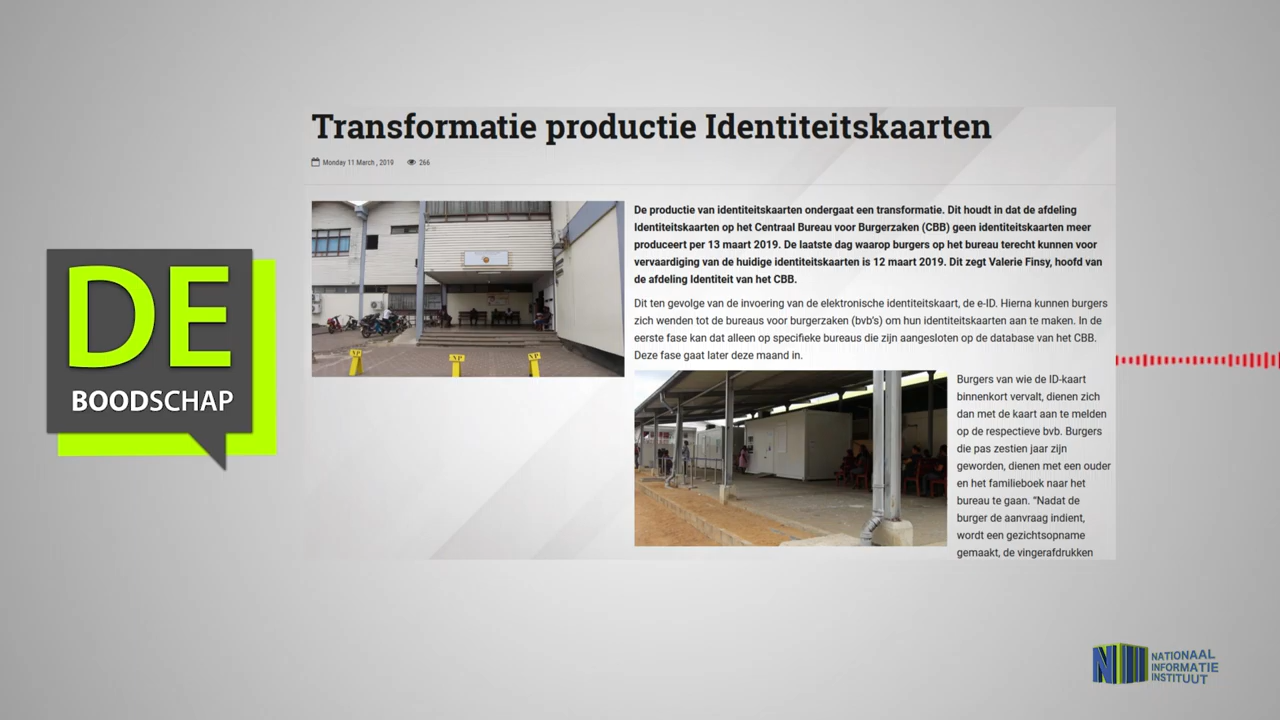 DE
BOODSCHAP
Transformatie productie Identiteitskaarten
Monday 11 March , 2019 266
De productie van identiteitskaarten ondergaat een transformatie. Dit houdt in dat de afdeling
Identiteitskaarten op het Centraal Bureau voor Burgerzaken (CBB) geen identiteitskaarten meer
produceert per 13 maart 2019. De laatste dag waarop burgers op het bureau terecht kunnen voor
vervaardiging van de huidige identiteitskaarten is 12 maart 2019. Dit zegt Valerie Finsy, hoofd van
de afdeling Identiteit van het CBB.
Dit ten gevolge van de invoering van de elektronische identiteitskaart, de e-ID. Hierna kunnen burgers
zich wenden tot de bureaus voor burgerzaken (bvb's) om hun identiteitskaarten aan te maken. In de
eerste fase kan dat alleen op specifieke bureaus die zijn aangesloten op de database van het CBB.
Deze fase gaat later deze maand in.
Burgers van wie de ID-kaart
binnenkort vervalt, dienen zich
dan met de kaart aan te melden
op de respectieve bvb. Burgers
die pas zestien jaar zijn
geworden, dienen met een ouder
en het familieboek naar het
bureau te gaan. "Nadat de
burger de aanvraag indient,
wordt een gezichtsopname
gemaakt, de vingerafdrukken
NATIONAAL
INFORMATIE
INSTITUUT